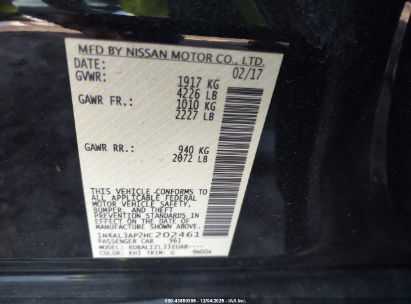 MFD BY NISSAN MOTOR CO., LTD.
DATE: 02/17
GVWR: 1917 KG
4226 LB
GAWR FR.: 1010 KG
2227 LB
GAWR RR.: 940 KG
2072 LB
THIS VEHICLE CONFORMS TO
ALL APPLICABLE FEDERAL
MOTOR VEHICLE SAFETY,
BUMPER, AND THEFT
PREVENTION STANDARDS
IN EFFECT ON THE DATE OF
MANUFACTURE SHOWN ABOVE.
1N4AL3AP2HC202461
PASSENGER CAR 961
MODEL:
COLOR: KH3 TRIM: G